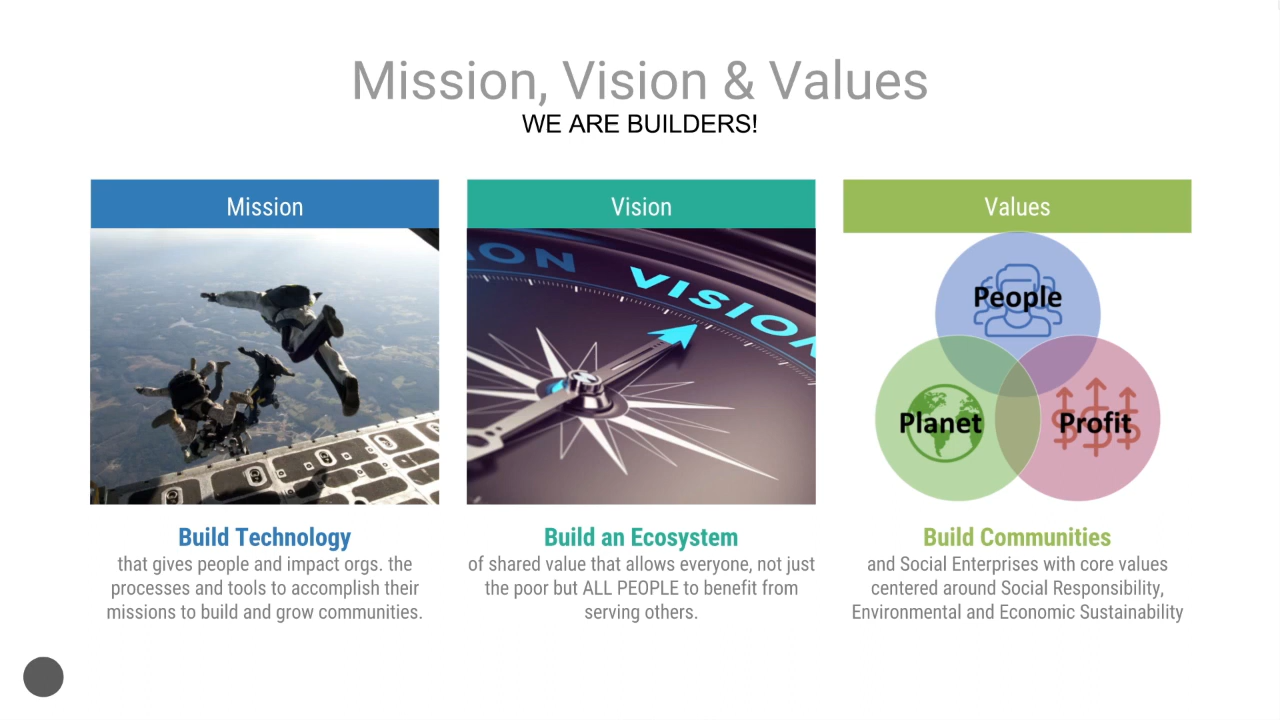 Mission, Vision & Values
WE ARE BUILDERS!
Mission
Vision
Values
ON
VISION
People
Planet
Profit
Build Technology
that gives people and impact orgs. the
processes and tools to accomplish their
missions to build and grow communities.
Build an Ecosystem
of shared value that allows everyone, not just
the poor but ALL PEOPLE to benefit from
serving others.
Build Communities
and Social Enterprises with core values
centered around Social Responsibility,
Environmental and Economic Sustainability